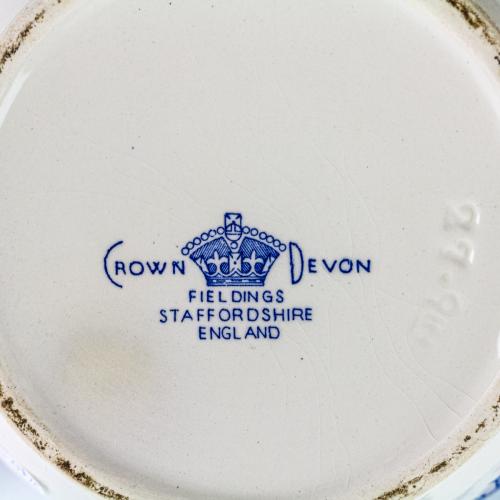 CROWN DEVON
FIELDINGS
STAFFORDSHIRE
ENGLAND